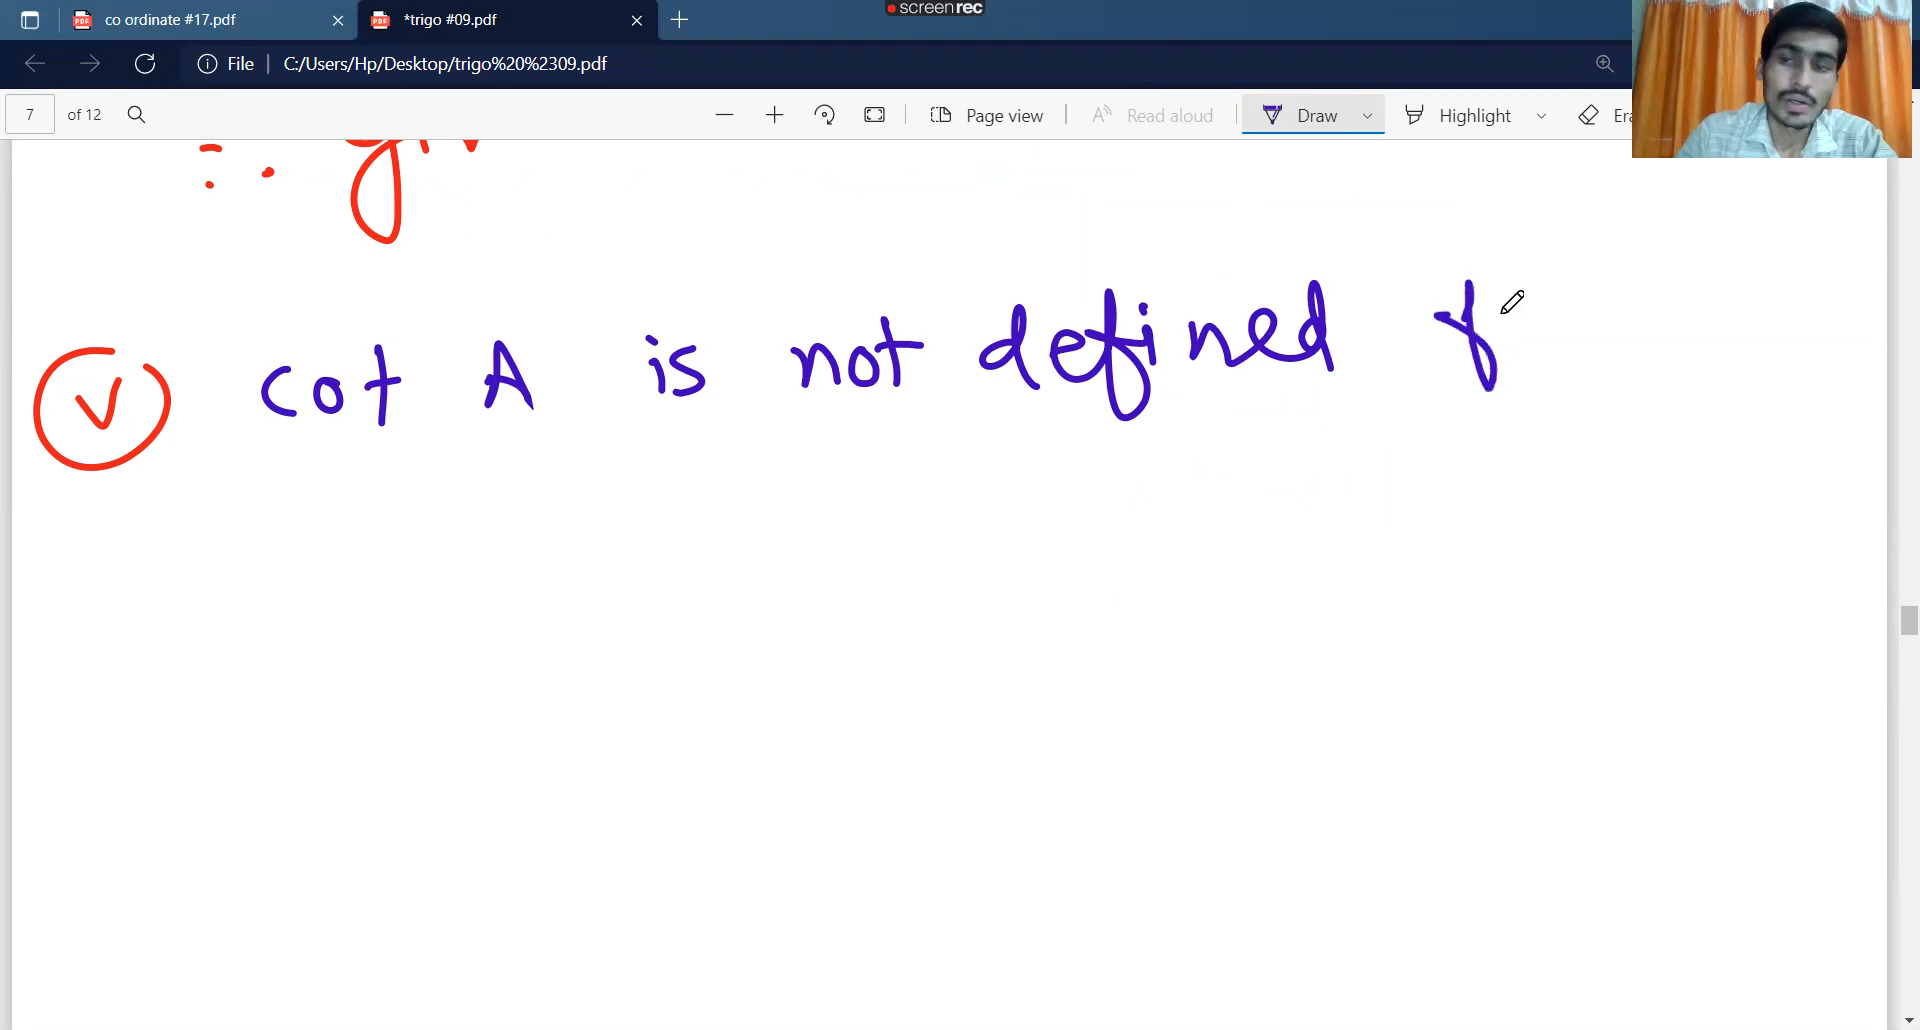 co ordinate #17.pdf
*trigo #09.pdf
screenrec
File
C:/Users/Hp/Desktop/trigo%20%2309.pdf
7 of 12
Page view
Read aloud
Draw
Highlight
Era
v cot A is not defined f